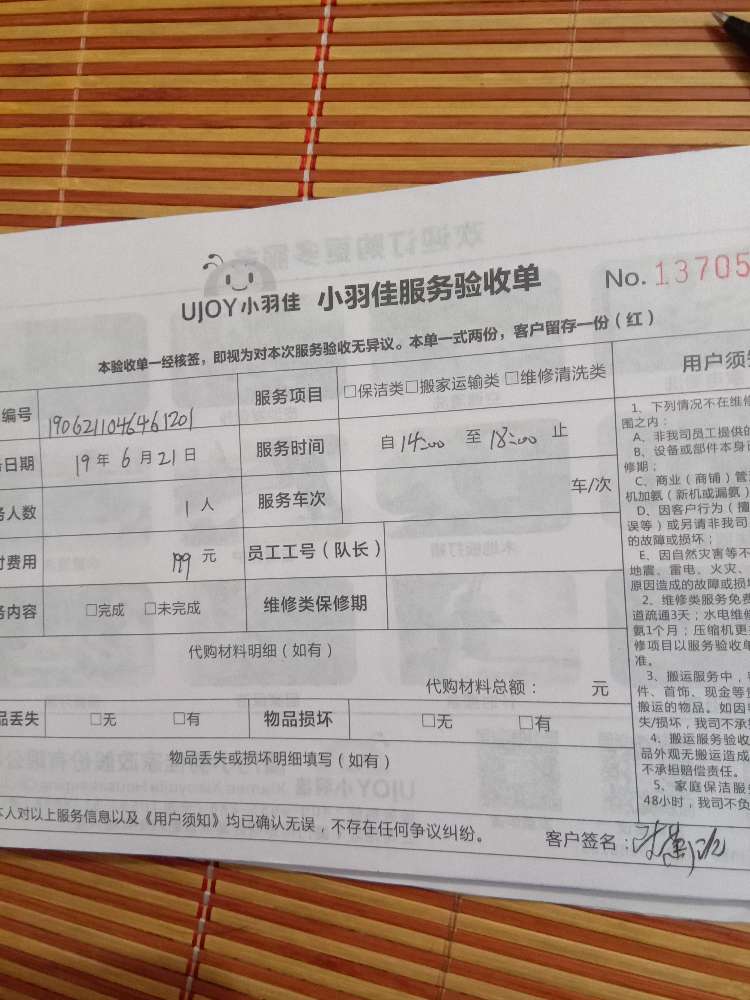 UJOY小羽佳 小羽佳服务验收单 No. 13705
本验收单一经核签，即视为对本次服务验收无异议。本单一式两份，客户留存一份（红）
编号 1906211046461201 服务项目 □保洁类□搬家运输类 □维修清洗类
日期 19年6月21日 服务时间 自14:00 至18:00 止
人数 1人 服务车次 车/次
费用 199元 员工工号（队长）
内容 □完成 □未完成 维修类保修期
代购材料明细（如有）
代购材料总额： 元
品丢失 □无 □有 物品损坏 □无 □有
物品丢失或损坏明细填写（如有）
本人对以上服务信息以及《用户须知》均已确认无误，不存在任何争议纠纷。
客户签名：
用户须知
1、下列情况不在维修
围之内：
A、非我司员工提供的
B、设备或部件本身
修期；
C、商业（商铺）管
机加氨（新机或漏氨）
D、因客户行为（擅
误等）或另请非我司
的故障或损坏；
E、因自然灾害等不
地震、雷电、火灾、
原因造成的故障或损
2、维修类服务免费
道疏通3天；水电维修
氨1个月；压缩机更
修项目以服务验收单
准。
3、搬运服务中，
件、首饰、现金等
搬运的物品。如因
失/损坏，我司不承
4、搬运服务验收
品外观无搬运造成
不承担赔偿责任。
5、家庭保洁服
48小时，我司不负